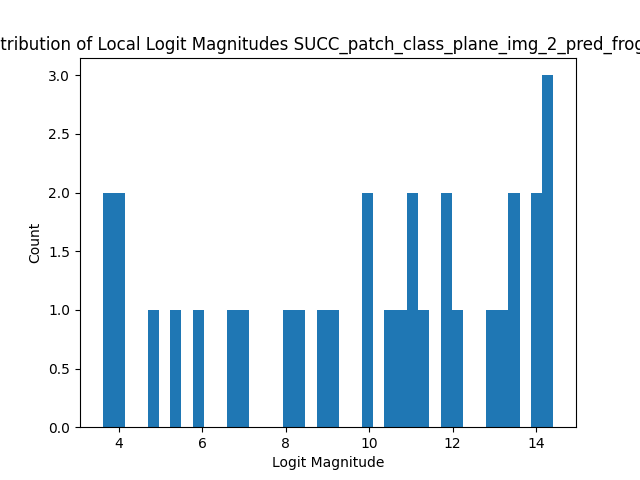 tribution of Local Logit Magnitudes SUCC_patch_class_plane_img_2_pred_frog
3.0
2.5
2.0
1.5
1.0
0.5
0.0
Count
4 6 8 10 12 14
Logit Magnitude